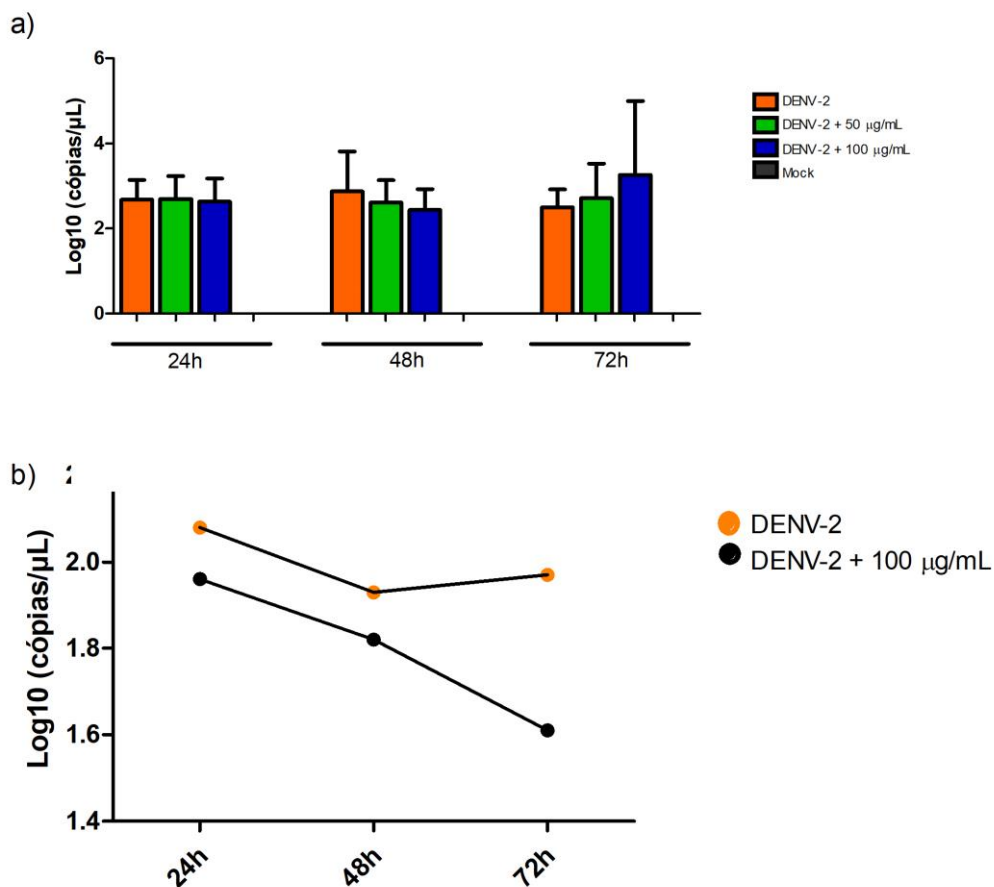 a)
Log10 (cópias/µL)
6
4
2
0
24h
48h
72h
DENV-2
DENV-2 + 50 µg/mL
DENV-2 + 100 µg/mL
Mock
b)
Log10 (cópias/µL)
2.0
1.8
1.6
1.4
24h
48h
72h
DENV-2
DENV-2 + 100 µg/mL